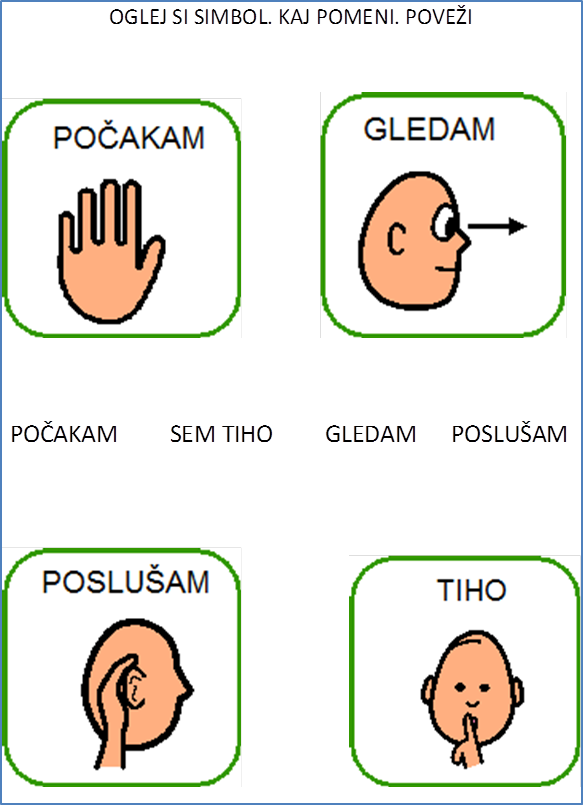 OGLEJ SI SIMBOL. KAJ POMENI. POVEŽI
POČAKAM
GLEDAM
POČAKAM SEM TIHO GLEDAM POSLUŠAM
POSLUŠAM
TIHO